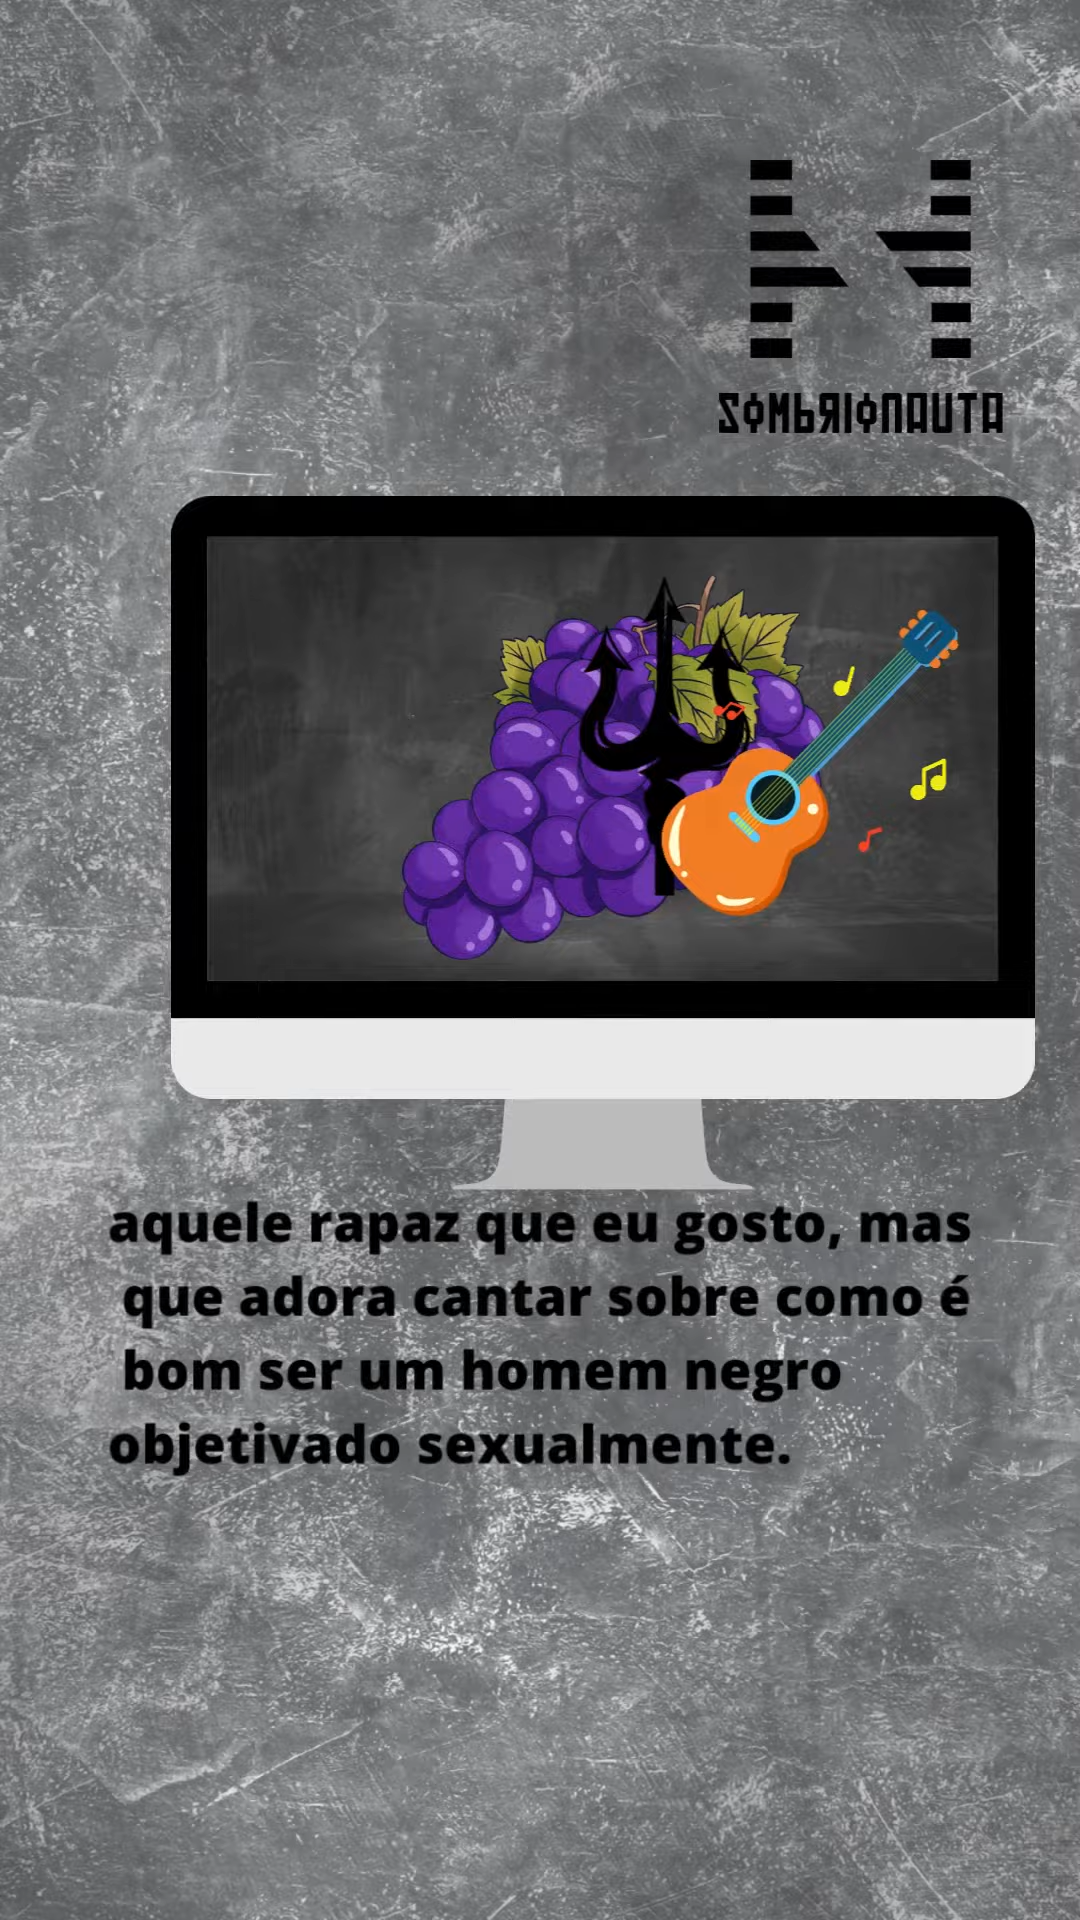 SOMBRIONAUTA
aquele rapaz que eu gosto, mas
que adora cantar sobre como é
bom ser um homem negro
objetivado sexualmente.